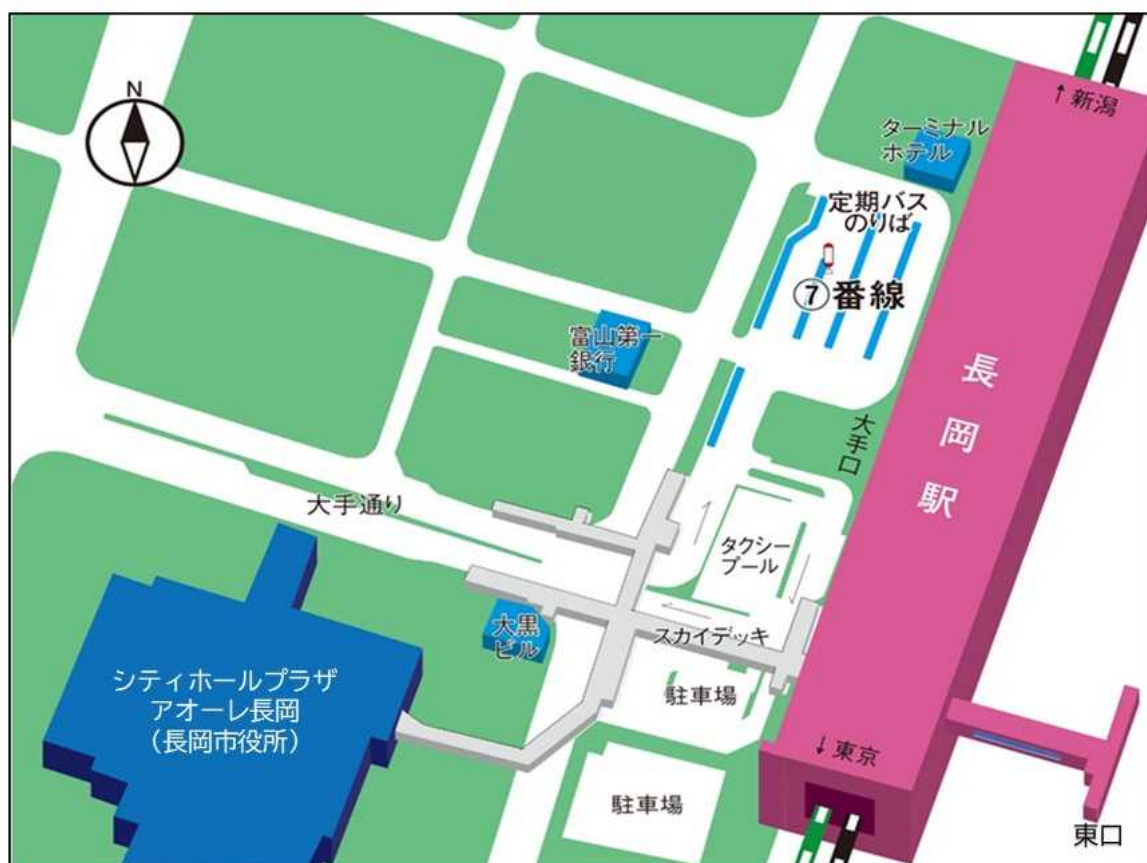 N
↑新潟
ターミナル
ホテル
定期バス
のりば
⑦番線
富山第一
銀行
長岡駅
大手口
大手通り
タクシー
プール
スカイデッキ
大黒
ビル
シティホールプラザ
アオーレ長岡
（長岡市役所）
駐車場
↓東京
駐車場
東口